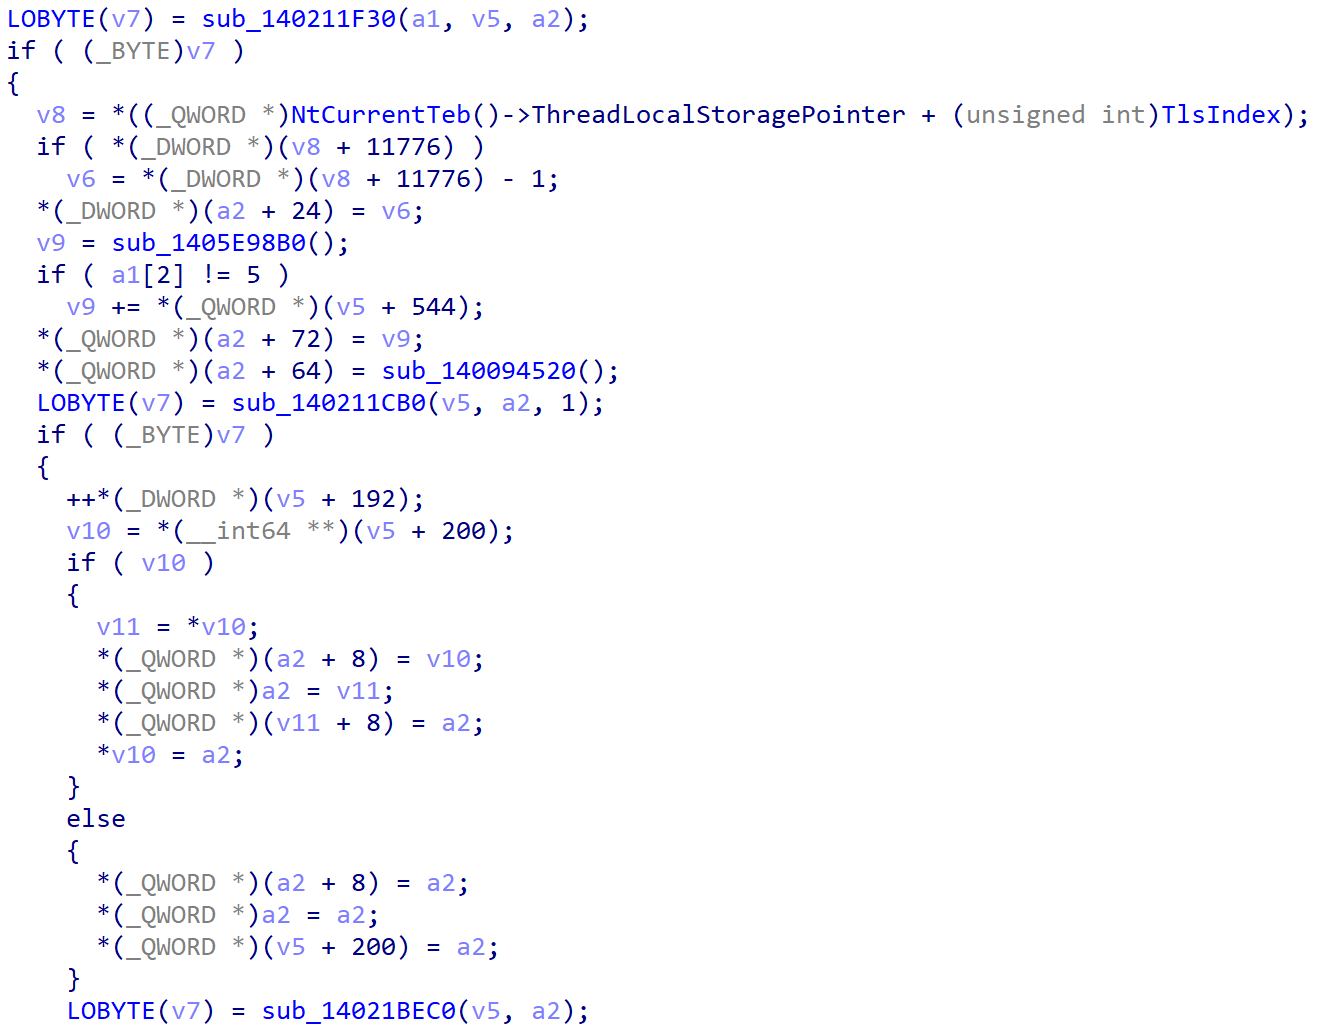 LOBYTE(v7) = sub_140211F30(a1, v5, a2);
if ( (_BYTE)v7 )
{
  v8 = *((_QWORD *)NtCurrentTeb()->ThreadLocalStoragePointer + (unsigned int)TlsIndex);
  if ( *(_DWORD *)(v8 + 11776) )
    v6 = *(_DWORD *)(v8 + 11776) - 1;
  *(_DWORD *)(a2 + 24) = v6;
  v9 = sub_1405E98B0();
  if ( a1[2] != 5 )
    v9 += *(_QWORD *)(v5 + 544);
  *(_QWORD *)(a2 + 72) = v9;
  *(_QWORD *)(a2 + 64) = sub_140094520();
  LOBYTE(v7) = sub_140211CB0(v5, a2, 1);
  if ( (_BYTE)v7 )
  {
    ++*(_DWORD *)(v5 + 192);
    v10 = *(__int64 **)(v5 + 200);
    if ( v10 )
    {
      v11 = *v10;
      *(_QWORD *)(a2 + 8) = v10;
      *(_QWORD *)a2 = v11;
      *(_QWORD *)(v11 + 8) = a2;
      *v10 = a2;
    }
    else
    {
      *(_QWORD *)(a2 + 8) = a2;
      *(_QWORD *)a2 = a2;
      *(_QWORD *)(v5 + 200) = a2;
    }
    LOBYTE(v7) = sub_14021BEC0(v5, a2);